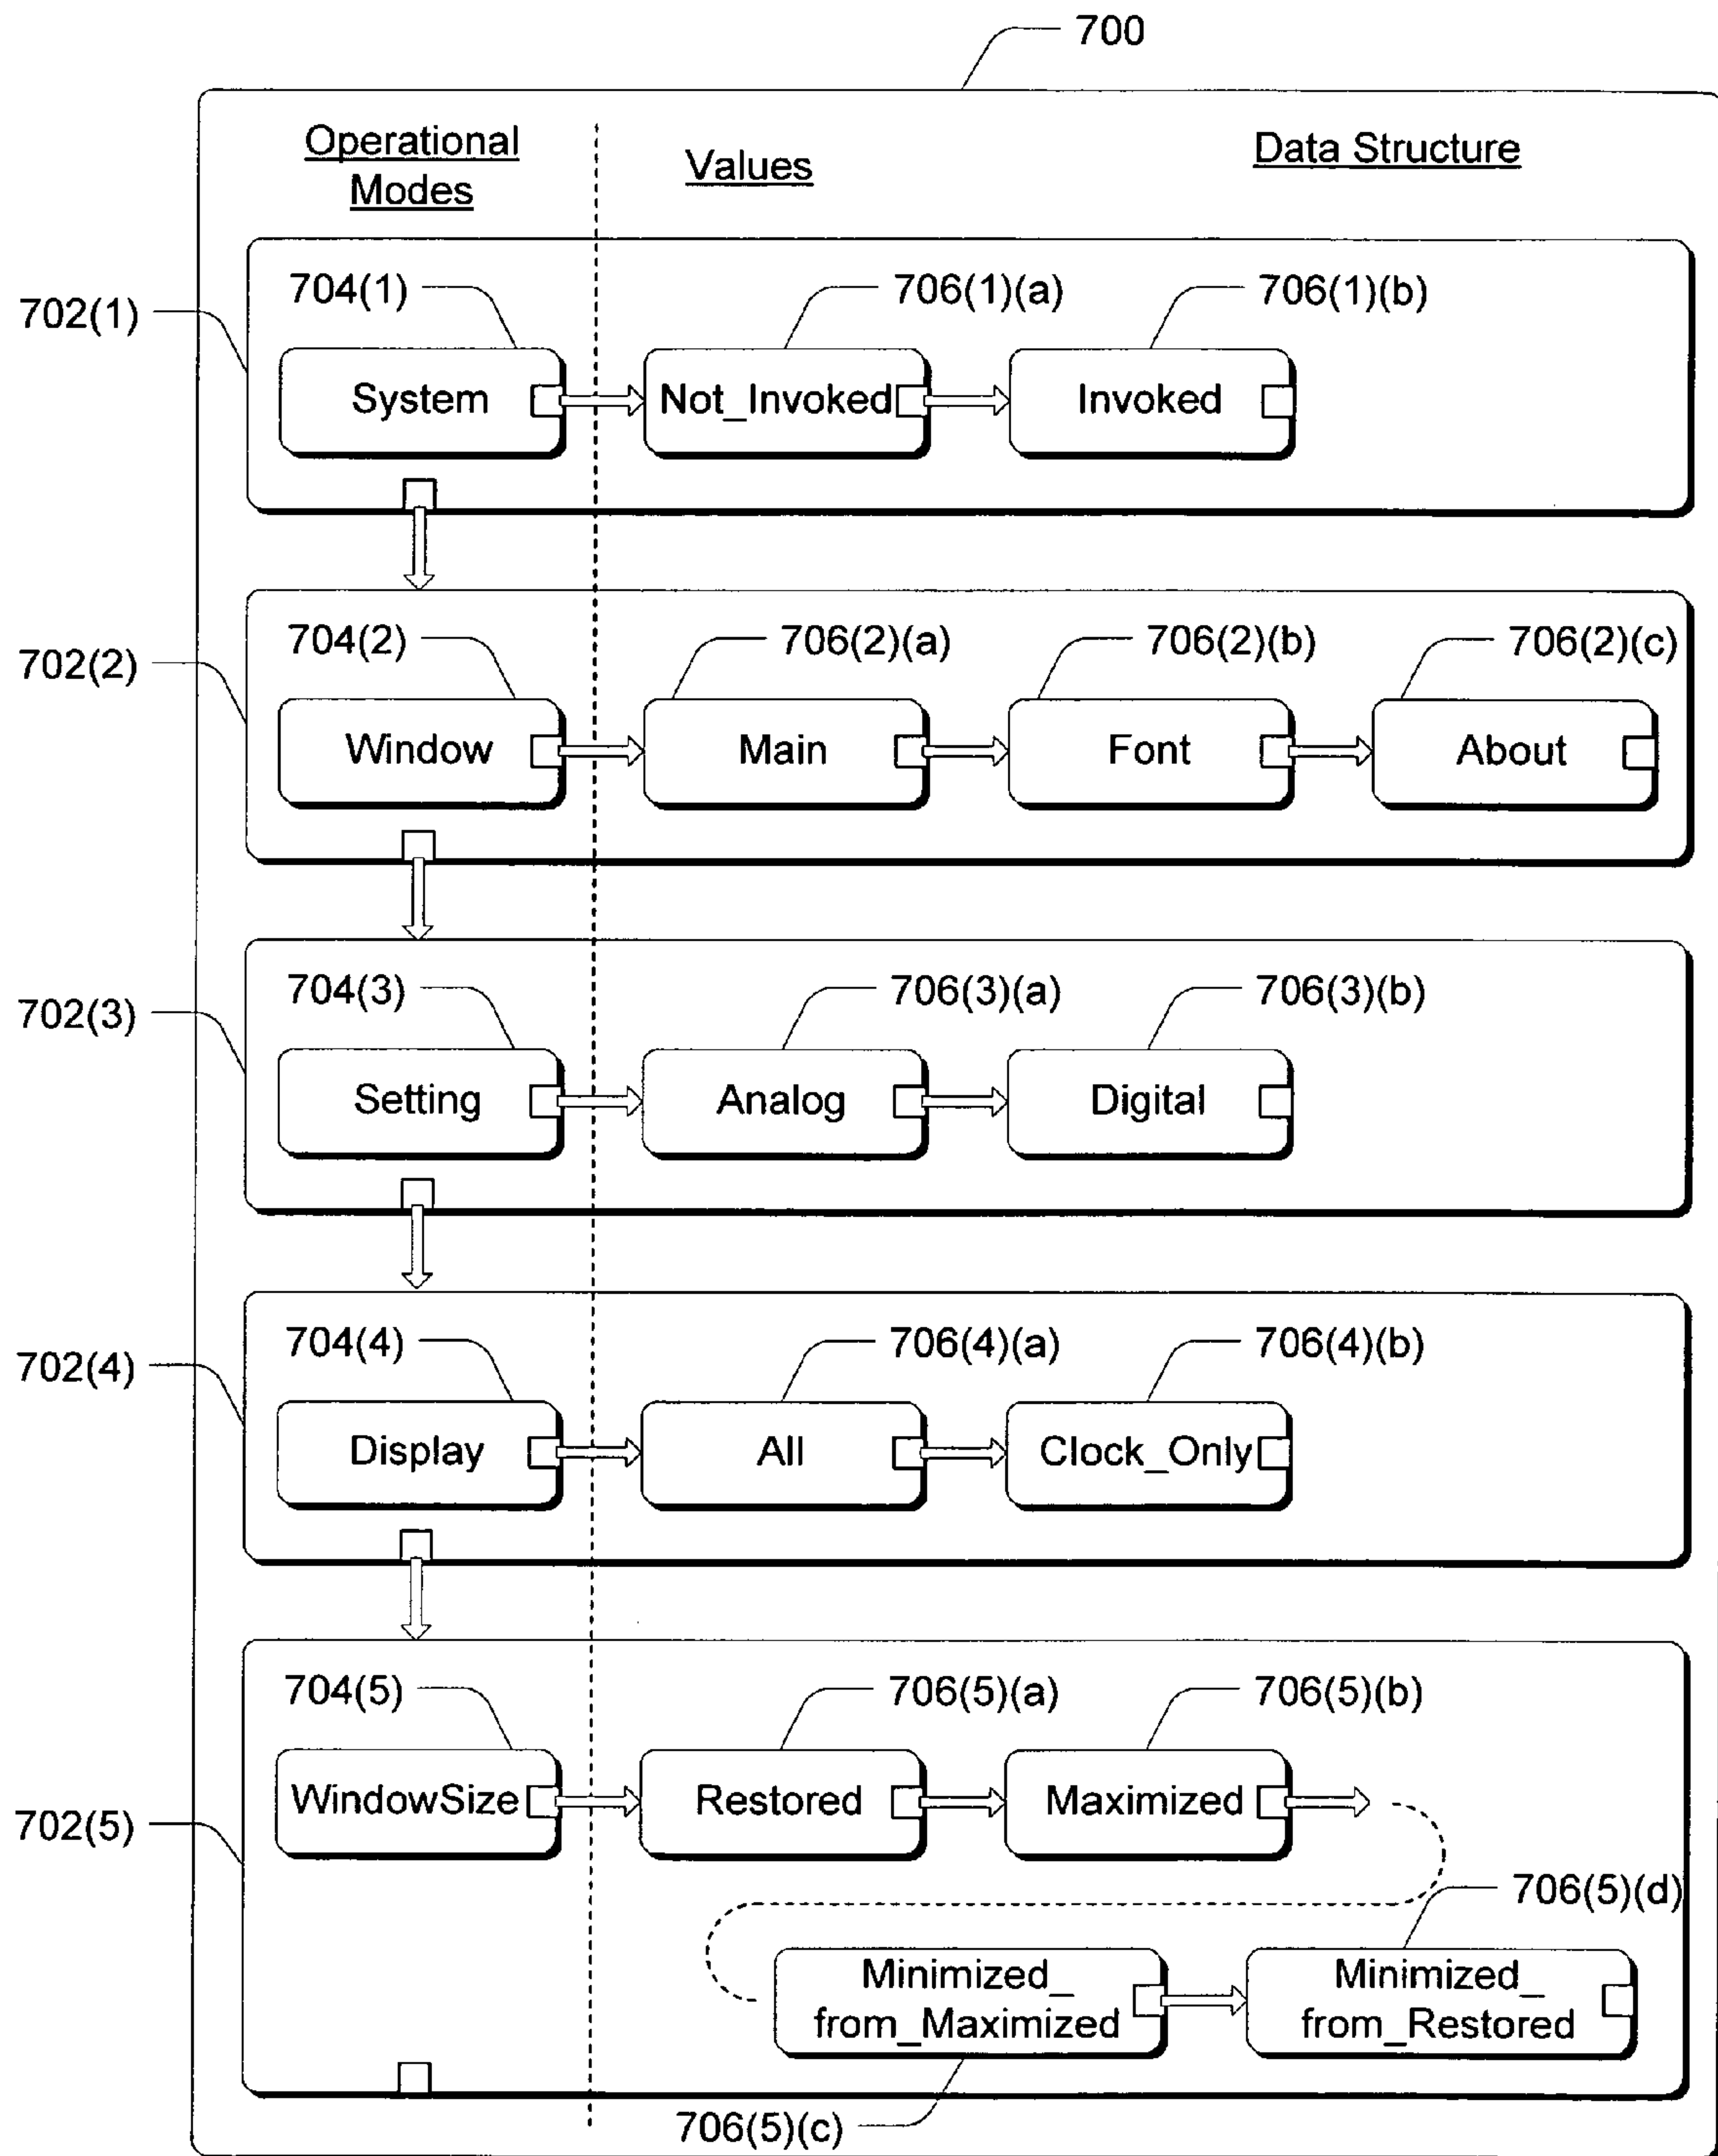 700
Operational
Modes
Values
Data Structure
702(1)
704(1)
706(1)(a)
706(1)(b)
System
Not_Invoked
Invoked
702(2)
704(2)
706(2)(a)
706(2)(b)
706(2)(c)
Window
Main
Font
About
702(3)
704(3)
706(3)(a)
706(3)(b)
Setting
Analog
Digital
702(4)
704(4)
706(4)(a)
706(4)(b)
Display
All
Clock_Only
704(5)
706(5)(a)
706(5)(b)
WindowSize
Restored
Maximized
702(5)
706(5)(d)
Minimized_
from_Maximized
Minimized_
from_Restored
706(5)(c)